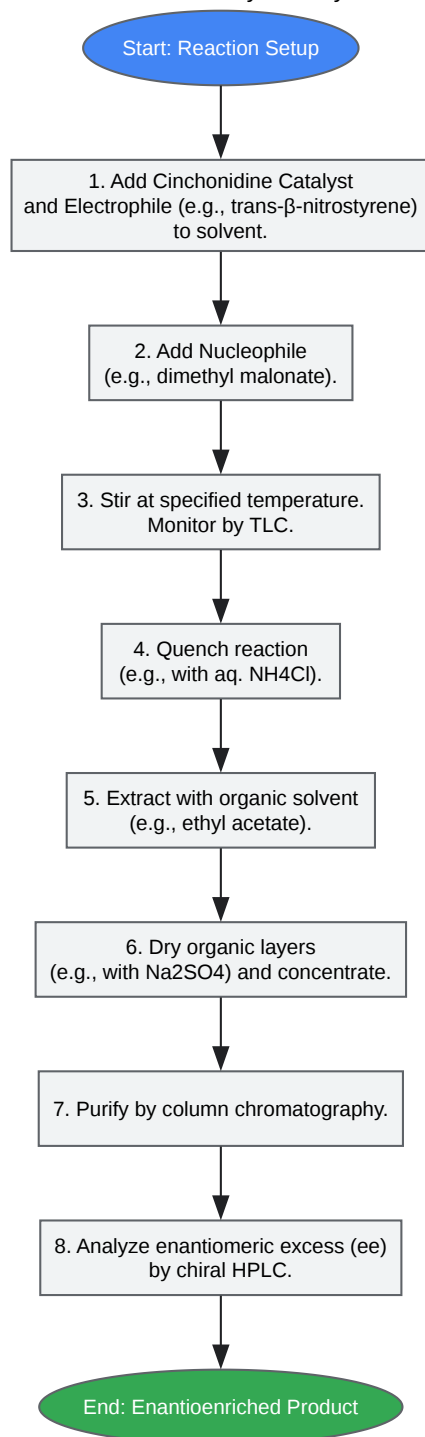 Start: Reaction Setup
1. Add Cinchonidine Catalyst
and Electrophile (e.g., trans-β-nitrostyrene)
to solvent.
2. Add Nucleophile
(e.g., dimethyl malonate).
3. Stir at specified temperature.
Monitor by TLC.
4. Quench reaction
(e.g., with aq. NH4Cl).
5. Extract with organic solvent
(e.g., ethyl acetate).
6. Dry organic layers
(e.g., with Na2SO4) and concentrate.
7. Purify by column chromatography.
8. Analyze enantiomeric excess (ee)
by chiral HPLC.
End: Enantioenriched Product